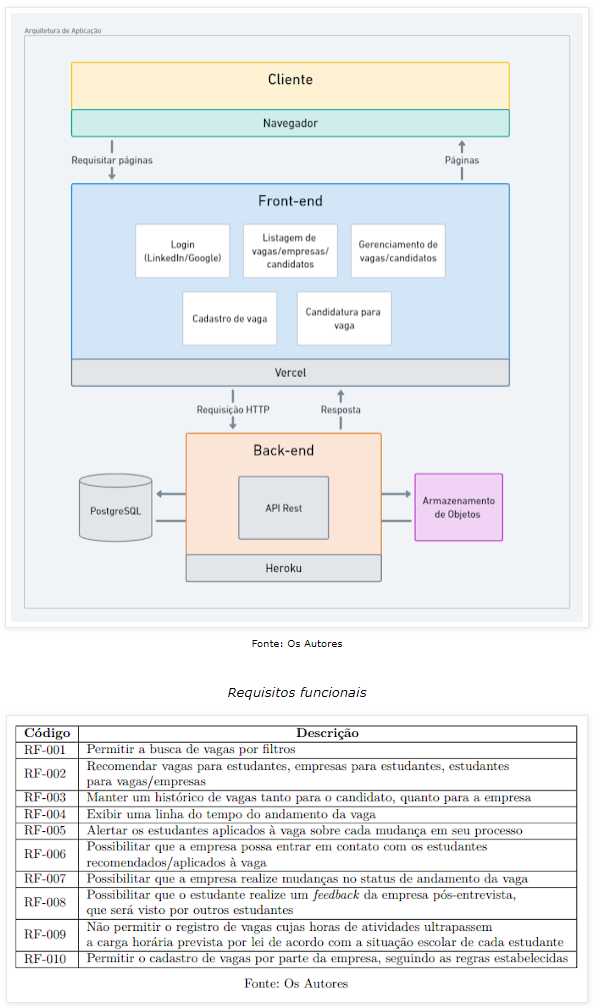 Arquitetura de Aplicação
Cliente
Navegador
Requisitar páginas
Páginas
Front-end
Login
(LinkedIn/Google)
Listagem de
vagas/empresas/
candidatos
Gerenciamento de
vagas/candidatos
Cadastro de vaga
Candidatura para
vaga
Vercel
Requisição HTTP
Resposta
Back-end
PostgreSQL
API Rest
Armazenamento
de Objetos
Heroku
Fonte: Os Autores
Requisitos funcionais
Código Descrição
RF-001 Permitir a busca de vagas por filtros
RF-002 Recomendar vagas para estudantes, empresas para estudantes, estudantes
para vagas/empresas
RF-003 Manter um histórico de vagas tanto para o candidato, quanto para a empresa
RF-004 Exibir uma linha do tempo do andamento da vaga
RF-005 Alertar os estudantes aplicados à vaga sobre cada mudança em seu processo
RF-006 Possibilitar que a empresa possa entrar em contato com os estudantes
recomendados/aplicados à vaga
RF-007 Possibilitar que a empresa realize mudanças no status de andamento da vaga
RF-008 Possibilitar que o estudante realize um feedback da empresa pós-entrevista,
que será visto por outros estudantes
RF-009 Não permitir o registro de vagas cujas horas de atividades ultrapassem
a carga horária prevista por lei de acordo com a situação escolar de cada estudante
RF-010 Permitir o cadastro de vagas por parte da empresa, seguindo as regras estabelecidas
Fonte: Os Autores